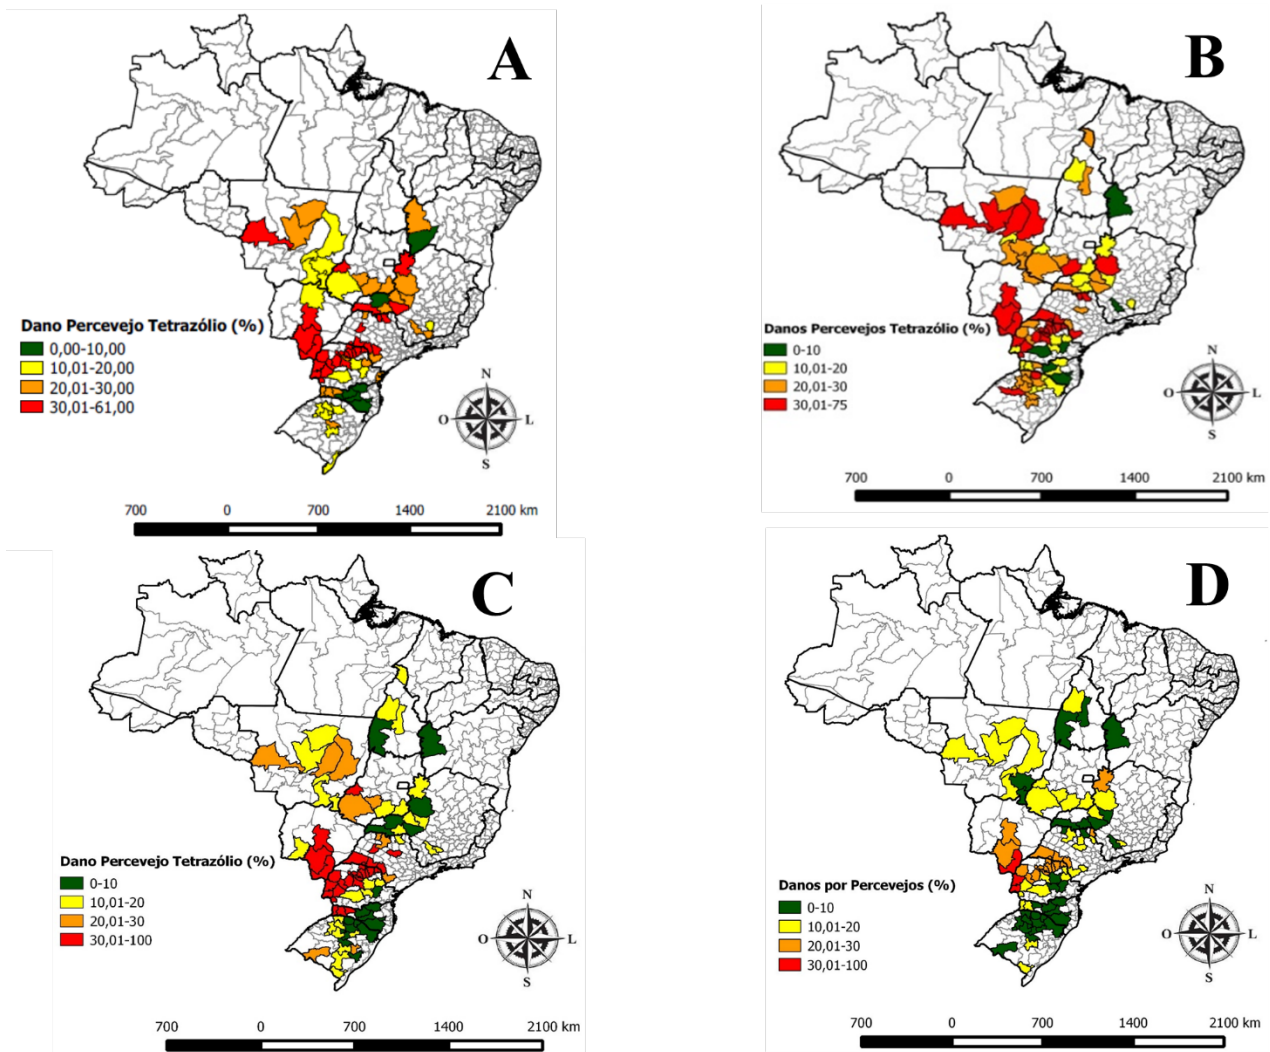 A
Dano Percevejo Tetrazólio (%)
0,00-10,00
10,01-20,00
20,01-30,00
30,01-61,00
N
O
L
S
700
0
700
1400
2100 km
B
Danos Percevejos Tetrazólio (%)
0-10
10,01-20
20,01-30
30,01-75
N
O
L
S
700
0
700
1400
2100 km
C
Dano Percevejo Tetrazólio (%)
0-10
10,01-20
20,01-30
30,01-100
N
O
L
S
700
0
700
1400
2100 km
D
Danos por Percevejos (%)
0-10
10,01-20
20,01-30
30,01-100
N
O
L
S
700
0
700
1400
2100 km